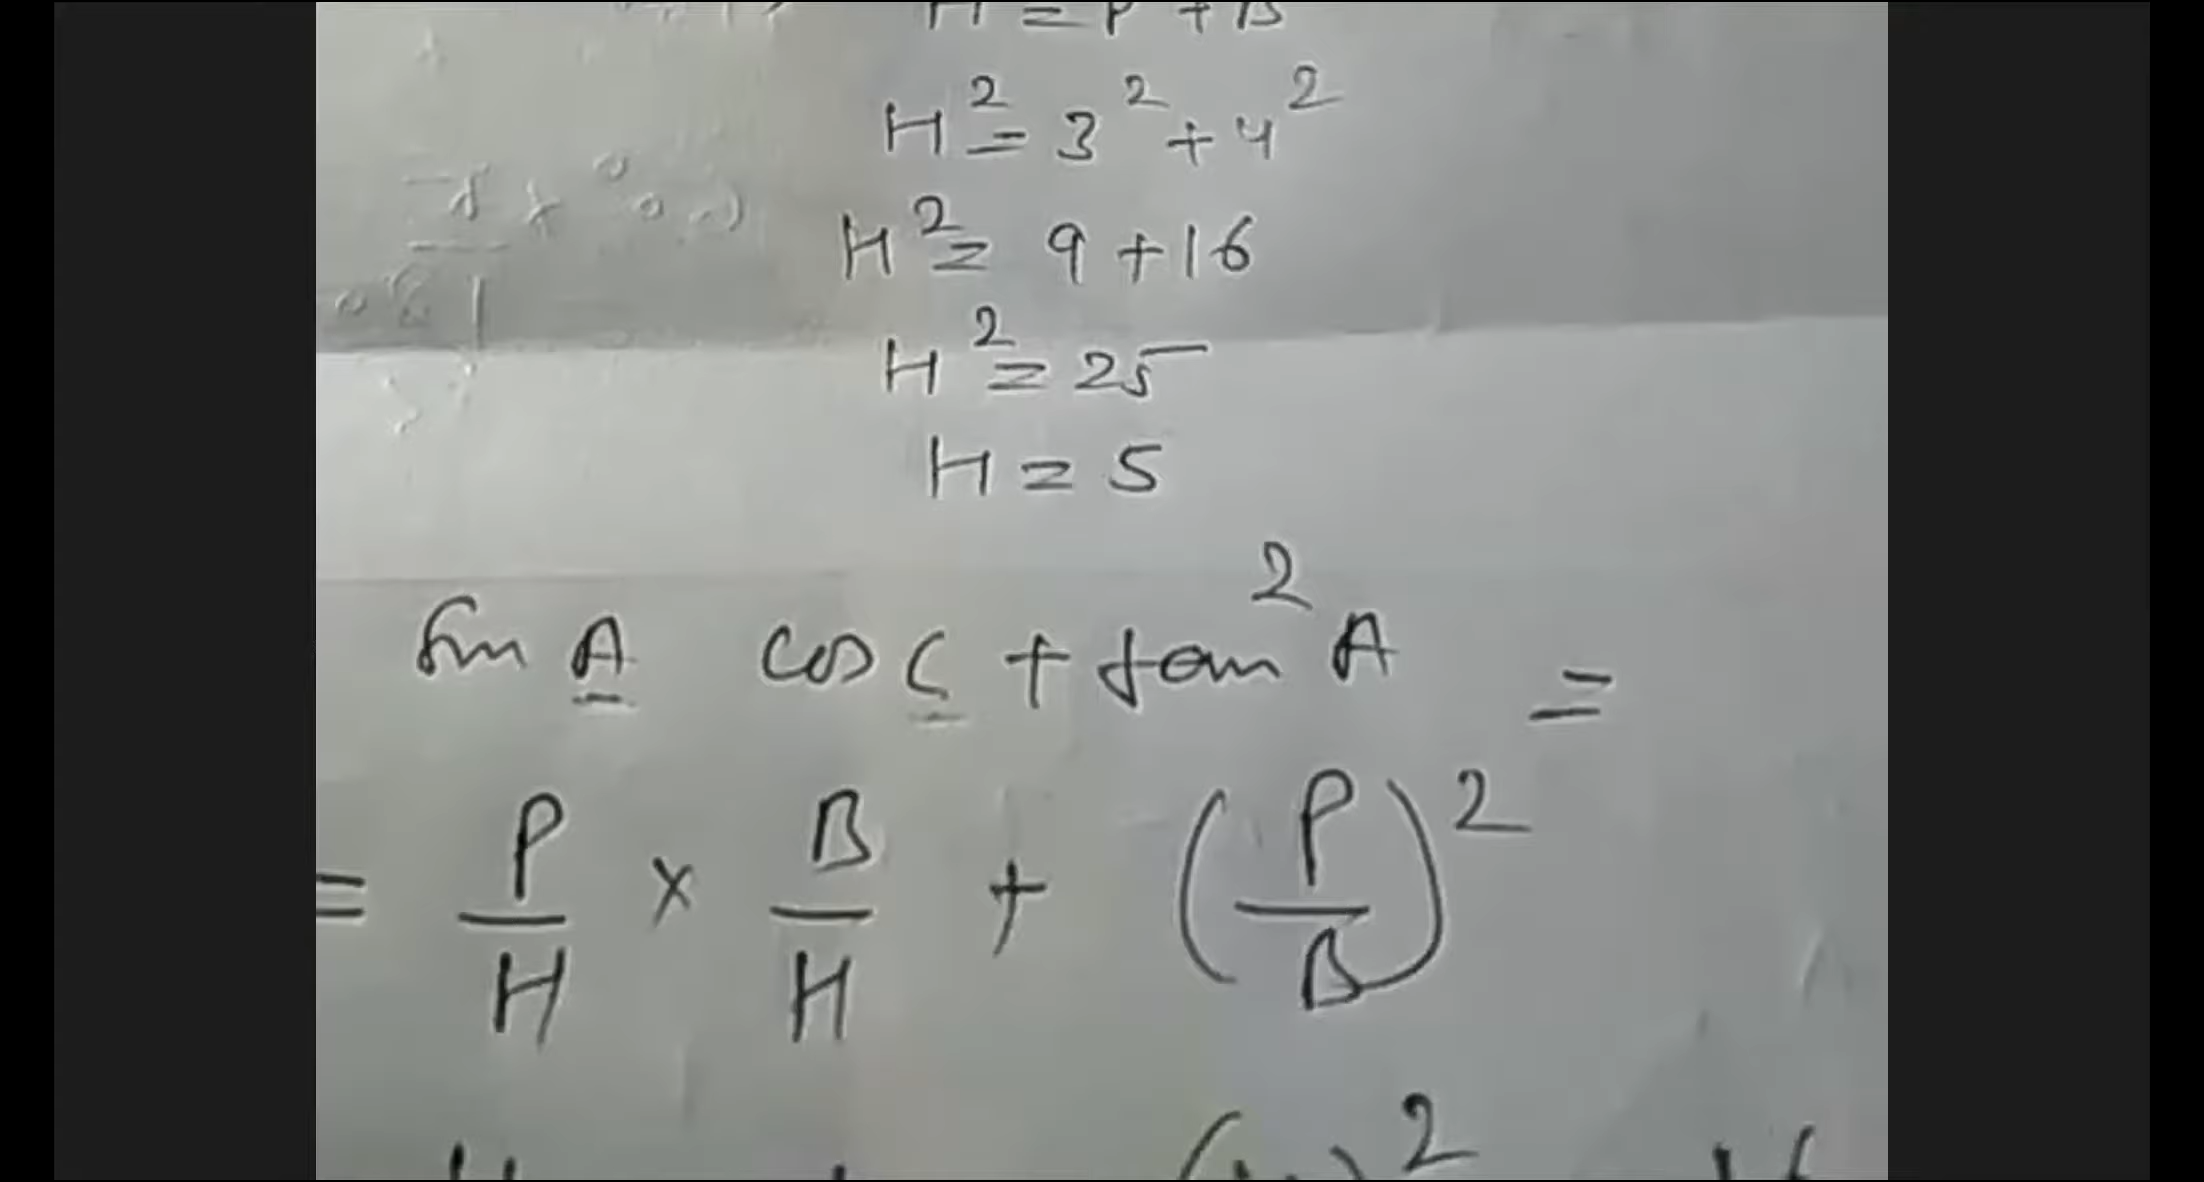 H = P + B
H² = 3² + 4²
H² = 9 + 16
H² = 25
H = 5
Sin A cos C + tan² A =
= P/H × B/H + (P/B)²